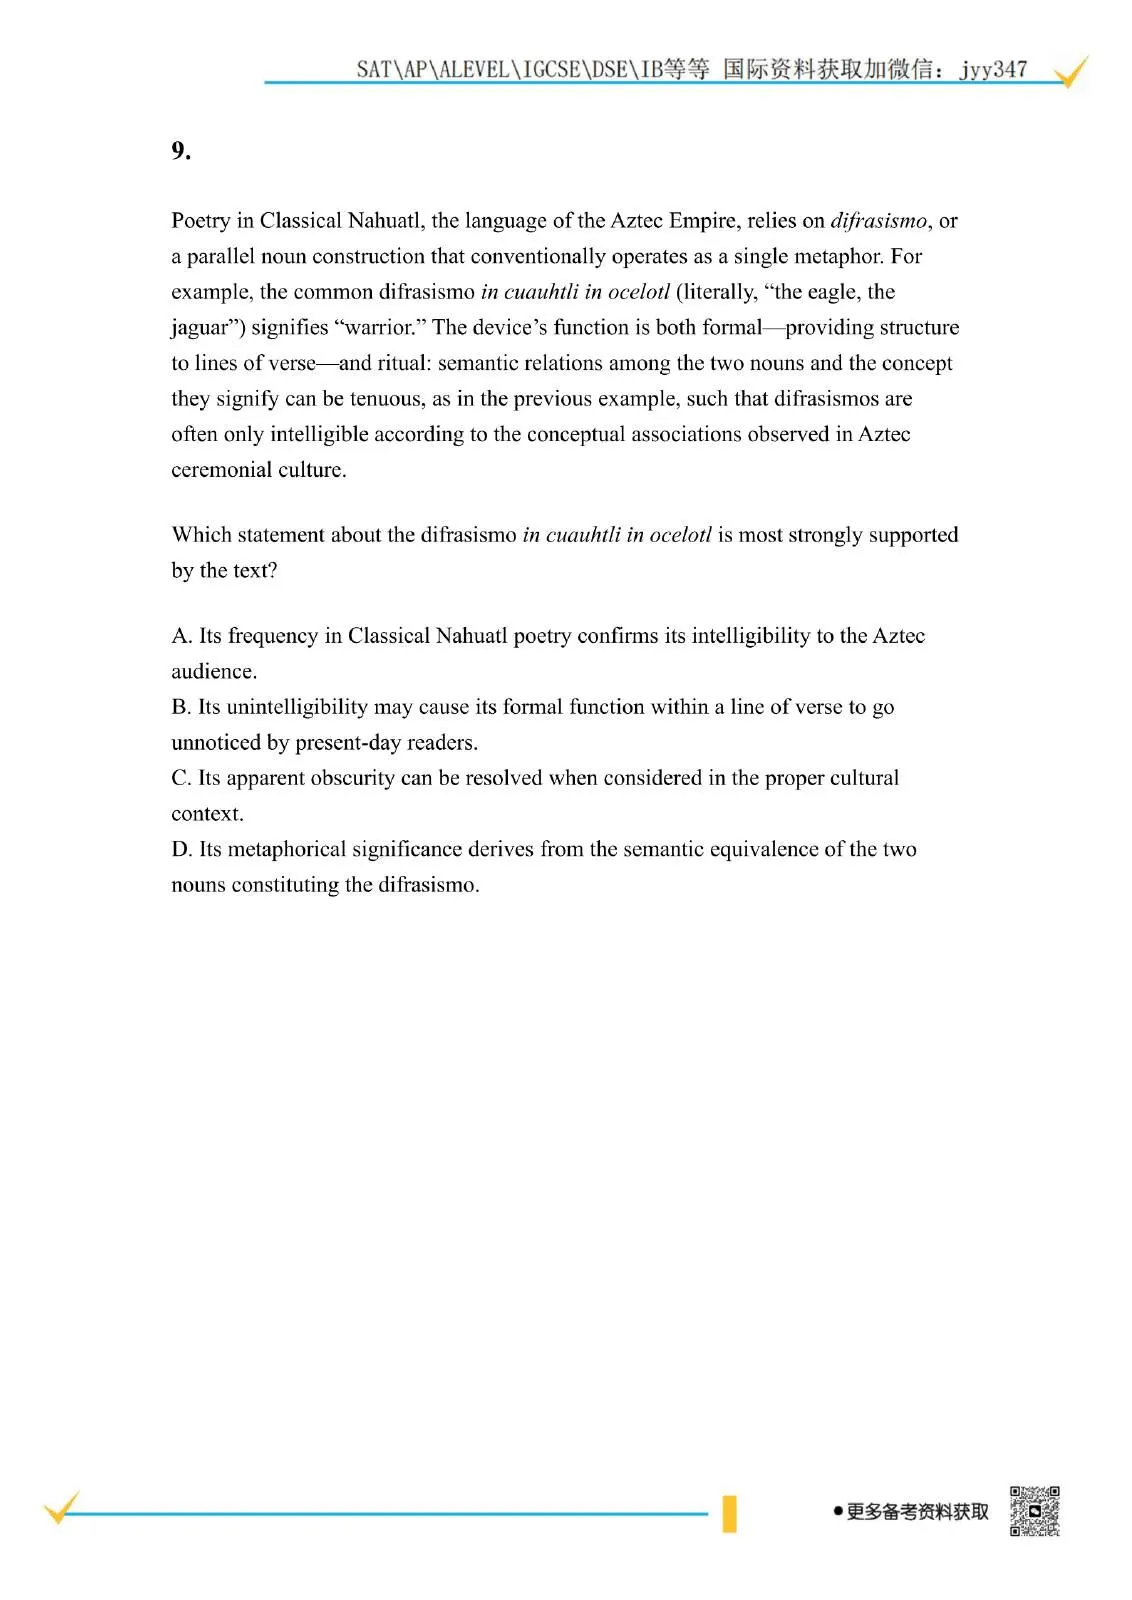 SAT\AP\ALEVEL\IGCSE\DSE\IB等等 国际资料获取加微信：jyy347
9.
Poetry in Classical Nahuatl, the language of the Aztec Empire, relies on difrasismo, or
a parallel noun construction that conventionally operates as a single metaphor. For
example, the common difrasismo in cuauhtli in ocelotl (literally, “the eagle, the
jaguar”) signifies “warrior.” The device’s function is both formal—providing structure
to lines of verse—and ritual: semantic relations among the two nouns and the concept
they signify can be tenuous, as in the previous example, such that difrasismos are
often only intelligible according to the conceptual associations observed in Aztec
ceremonial culture.
Which statement about the difrasismo in cuauhtli in ocelotl is most strongly supported
by the text?
A. Its frequency in Classical Nahuatl poetry confirms its intelligibility to the Aztec
audience.
B. Its unintelligibility may cause its formal function within a line of verse to go
unnoticed by present-day readers.
C. Its apparent obscurity can be resolved when considered in the proper cultural
context.
D. Its metaphorical significance derives from the semantic equivalence of the two
nouns constituting the difrasismo.
●更多备考资料获取